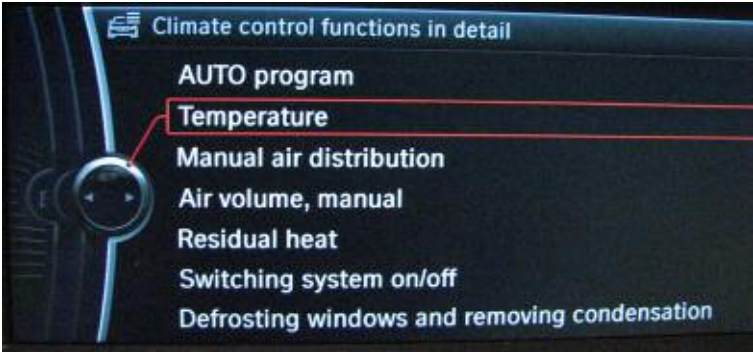 Climate control functions in detail
AUTO program
Temperature
Manual air distribution
Air volume, manual
Residual heat
Switching system on/off
Defrosting windows and removing condensation